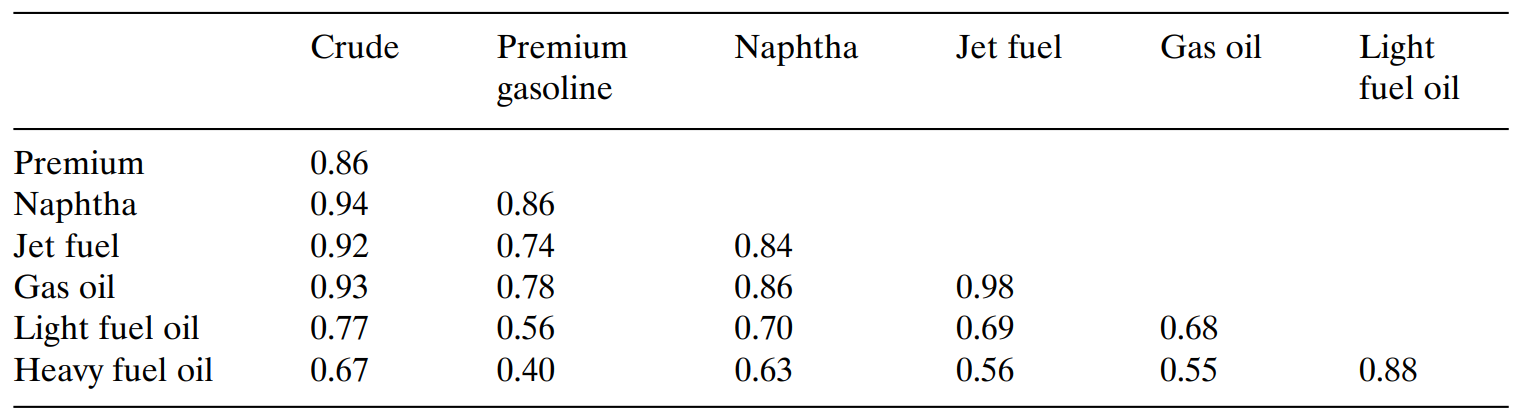 Crude Premium Naphtha Jet fuel Gas oil Light
gasoline fuel oil
Premium 0.86
Naphtha 0.94 0.86
Jet fuel 0.92 0.74 0.84
Gas oil 0.93 0.78 0.86 0.98
Light fuel oil 0.77 0.56 0.70 0.69 0.68
Heavy fuel oil 0.67 0.40 0.63 0.56 0.55 0.88